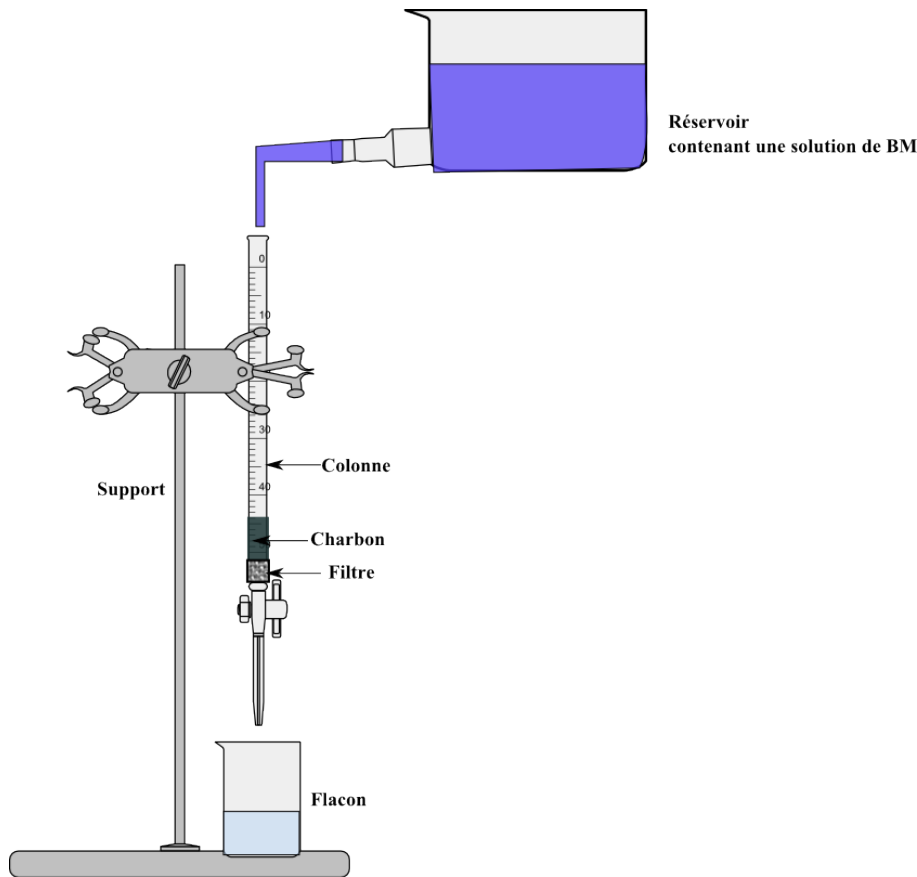 Réservoir
contenant une solution de BM
0
10
30
Colonne
40
Support
Charbon
Filtre
Flacon